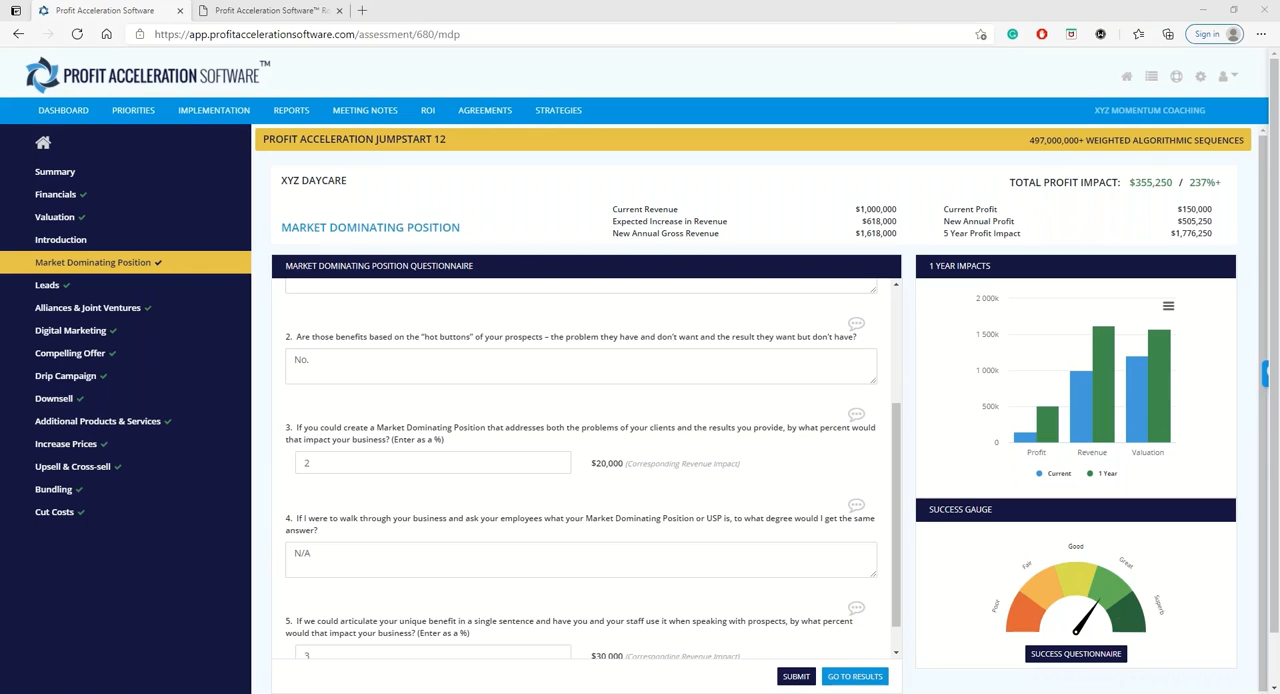 Profit Acceleration Software
Profit Acceleration Software™ Ro
https://app.profitaccelerationsoftware.com/assessment/680/mdp
Sign in
PROFIT ACCELERATION SOFTWARE™
DASHBOARD PRIORITIES IMPLEMENTATION REPORTS MEETING NOTES ROI AGREEMENTS STRATEGIES XYZ MOMENTUM COACHING
PROFIT ACCELERATION JUMPSTART 12
497,000,000+ WEIGHTED ALGORITHMIC SEQUENCES
Summary
Financials
Valuation
Introduction
Market Dominating Position
Leads
Alliances & Joint Ventures
Digital Marketing
Compelling Offer
Drip Campaign
Downsell
Additional Products & Services
Increase Prices
Upsell & Cross-sell
Bundling
Cut Costs
XYZ DAYCARE
TOTAL PROFIT IMPACT: $355,250 / 237%+
MARKET DOMINATING POSITION
Current Revenue $1,000,000
Expected Increase in Revenue $618,000
New Annual Gross Revenue $1,618,000
Current Profit $150,000
New Annual Profit $505,250
5 Year Profit Impact $1,776,250
MARKET DOMINATING POSITION QUESTIONNAIRE
2. Are those benefits based on the "hot buttons" of your prospects – the problem they have and don't want and the result they want but don't have?
No.
3. If you could create a Market Dominating Position that addresses both the problems of your clients and the results you provide, by what percent would
that impact your business? (Enter as a %)
2
$20,000 (Corresponding Revenue Impact)
4. If I were to walk through your business and ask your employees what your Market Dominating Position or USP is, to what degree would I get the same
answer?
N/A
5. If we could articulate your unique benefit in a single sentence and have you and your staff use it when speaking with prospects, by what percent
would that impact your business? (Enter as a %)
3
$30,000 (Corresponding Revenue Impact)
SUBMIT
GO TO RESULTS
1 YEAR IMPACTS
2 000k
1 500k
1 000k
500k
0
Profit Revenue Valuation
Current 1 Year
SUCCESS GAUGE
Poor
Fair
Good
Great
Superb
SUCCESS QUESTIONNAIRE